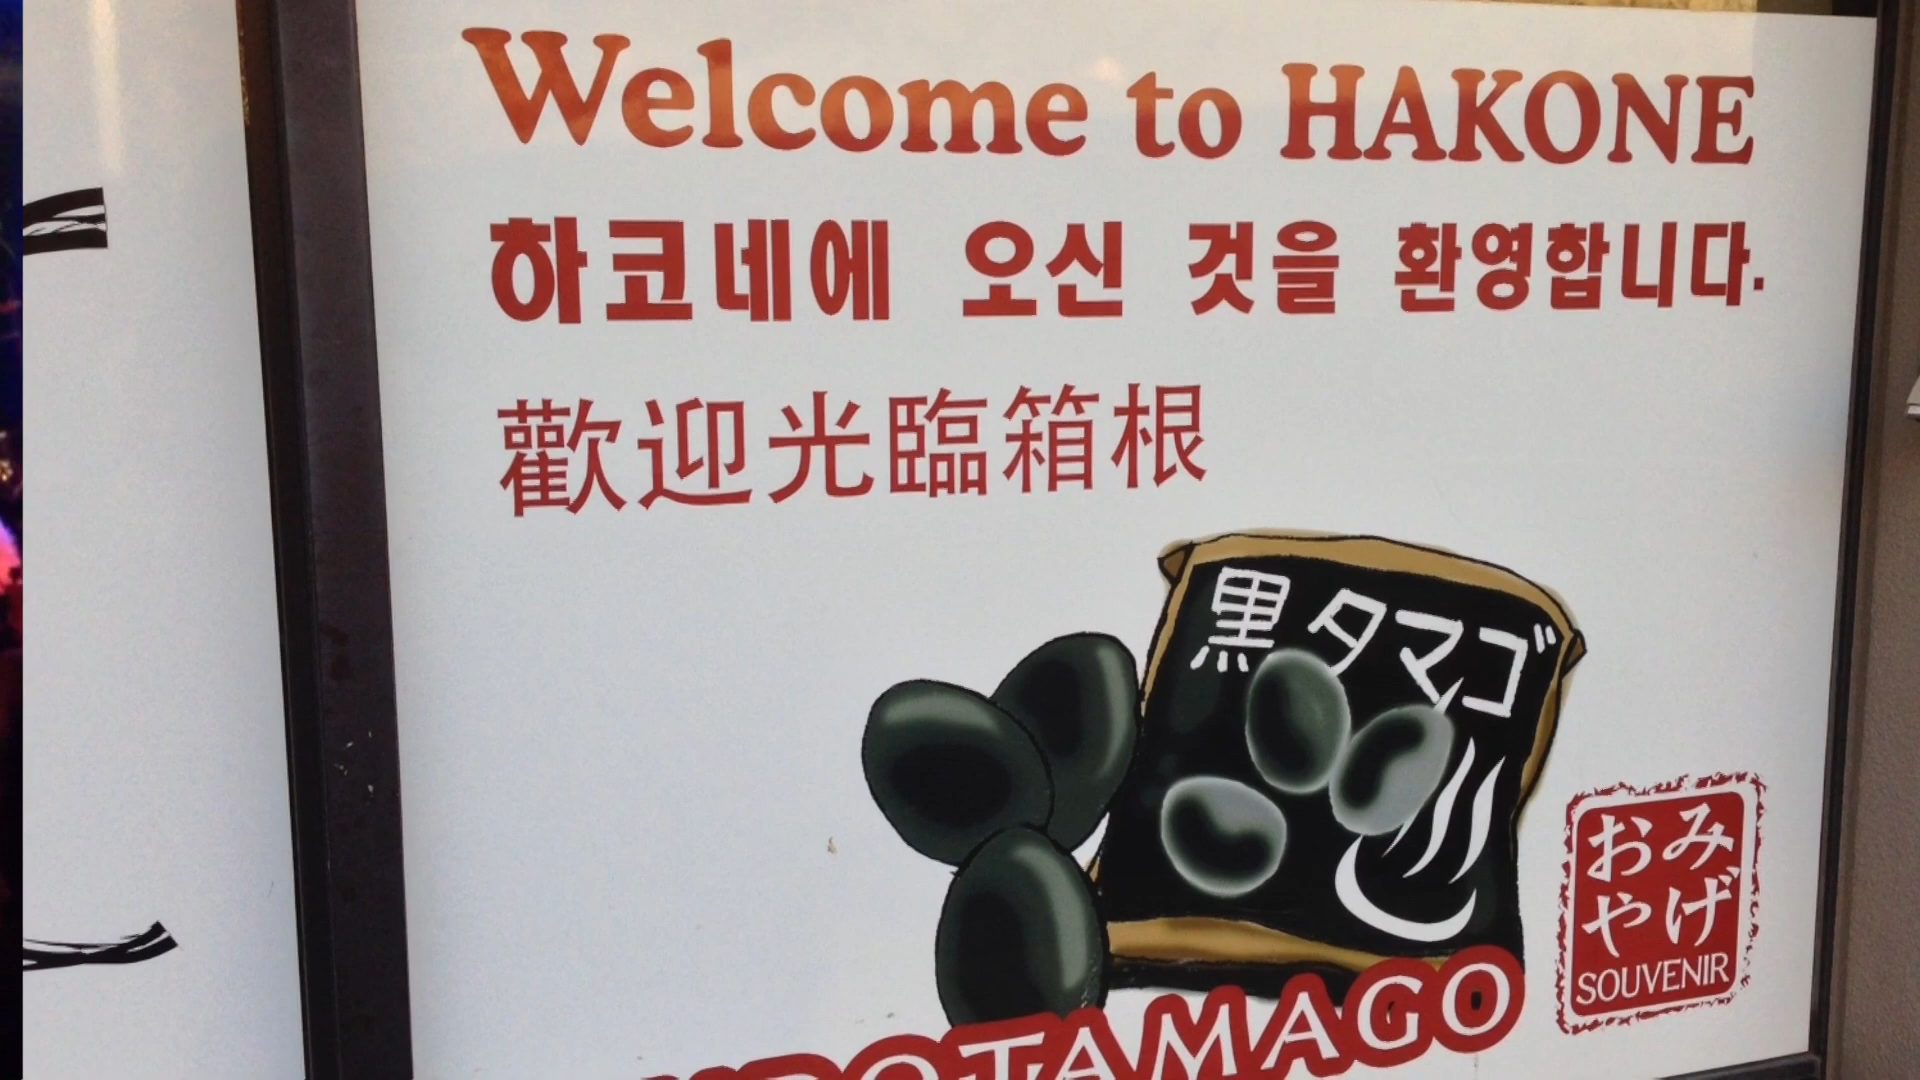 Welcome to HAKONE
하코네에 오신 것을 환영합니다.
歡迎光臨箱根
黒タマゴ
おみ
やげ
SOUVENIR